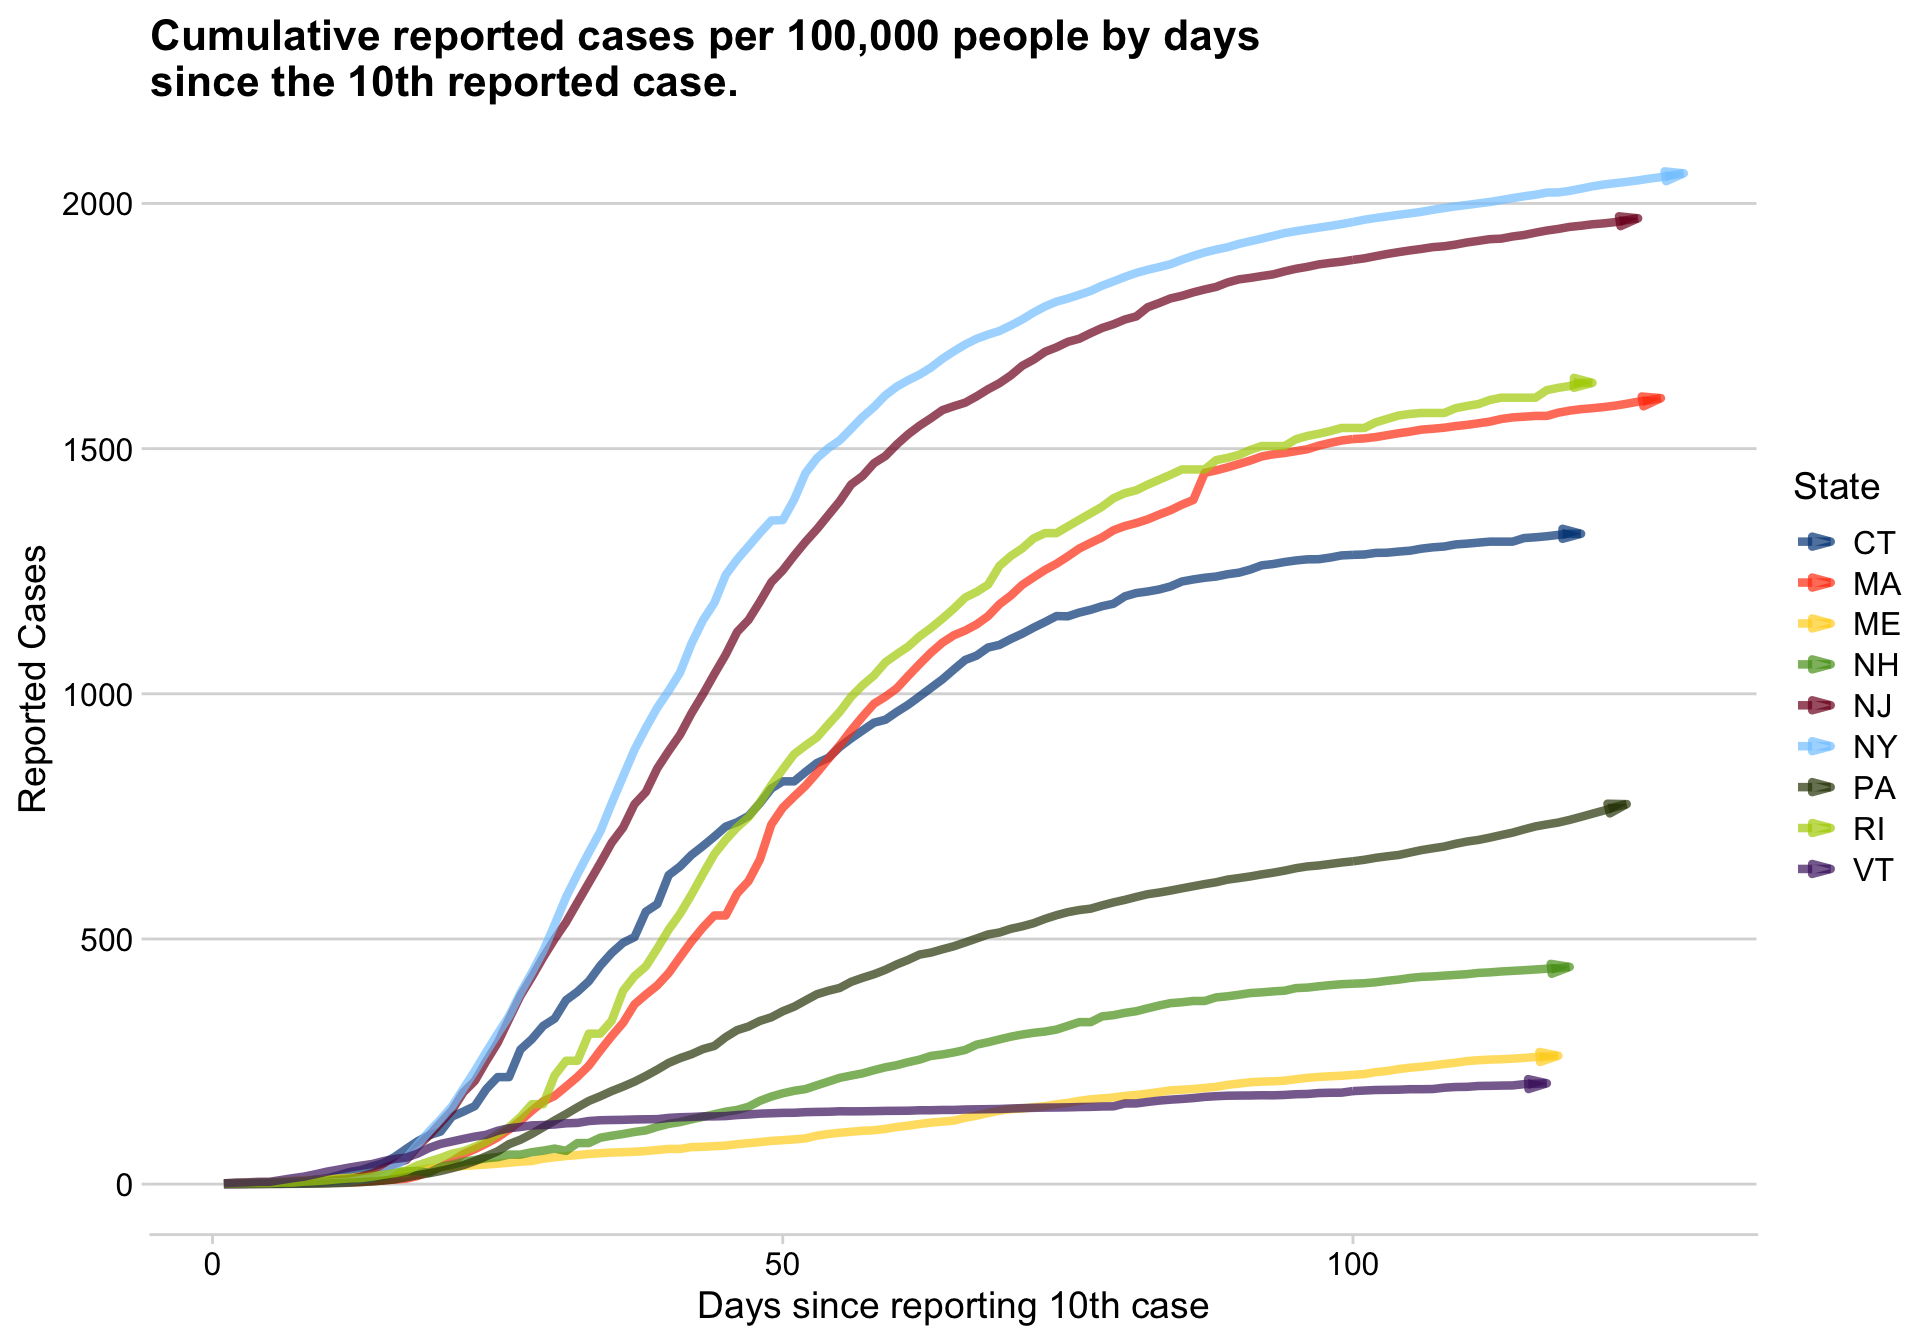 Cumulative reported cases per 100,000 people by days
since the 10th reported case.
Reported Cases
2000
1500
1000
500
0
0 50 100
Days since reporting 10th case
State
CT
MA
ME
NH
NJ
NY
PA
RI
VT